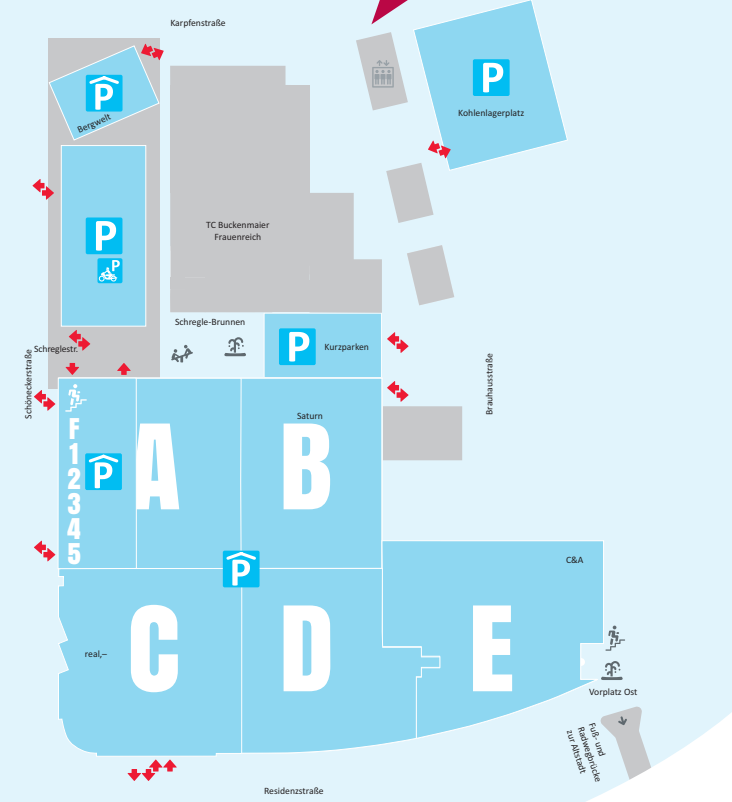 Karpfenstraße
P
P
Bergwelt
Kohlenlagerplatz
P
P
TC Buckenmaier
Frauenreich
Schregle-Brunnen
P
Kurzparken
Schreglestr.
Schöneckerstraße
Brauhausstraße
Saturn
F
1
2
3
4
5
P
A
B
P
C&A
C
D
E
real,–
Vorplatz Ost
Fuß- und
Radwegbrücke
zur Altstadt
Residenzstraße